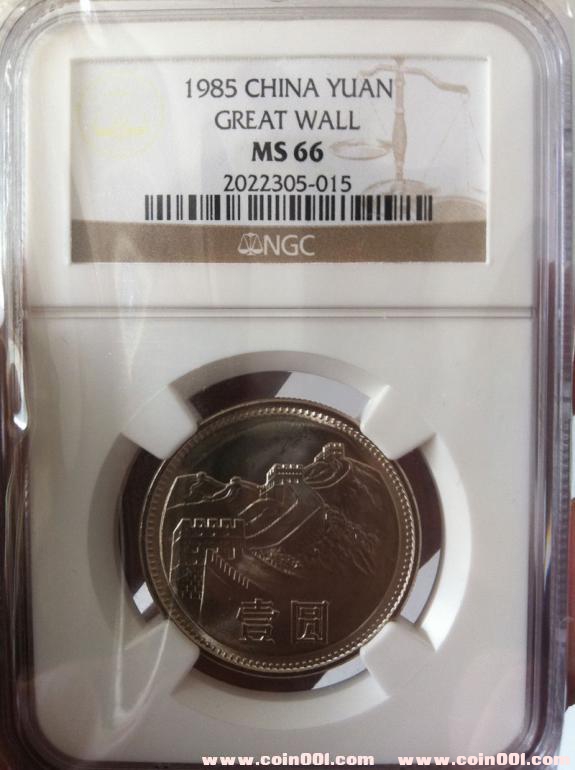 1985 CHINA YUAN
GREAT WALL
MS 66
2022305-015
NGC
壹圆
www.coin001.com www.coin001.com